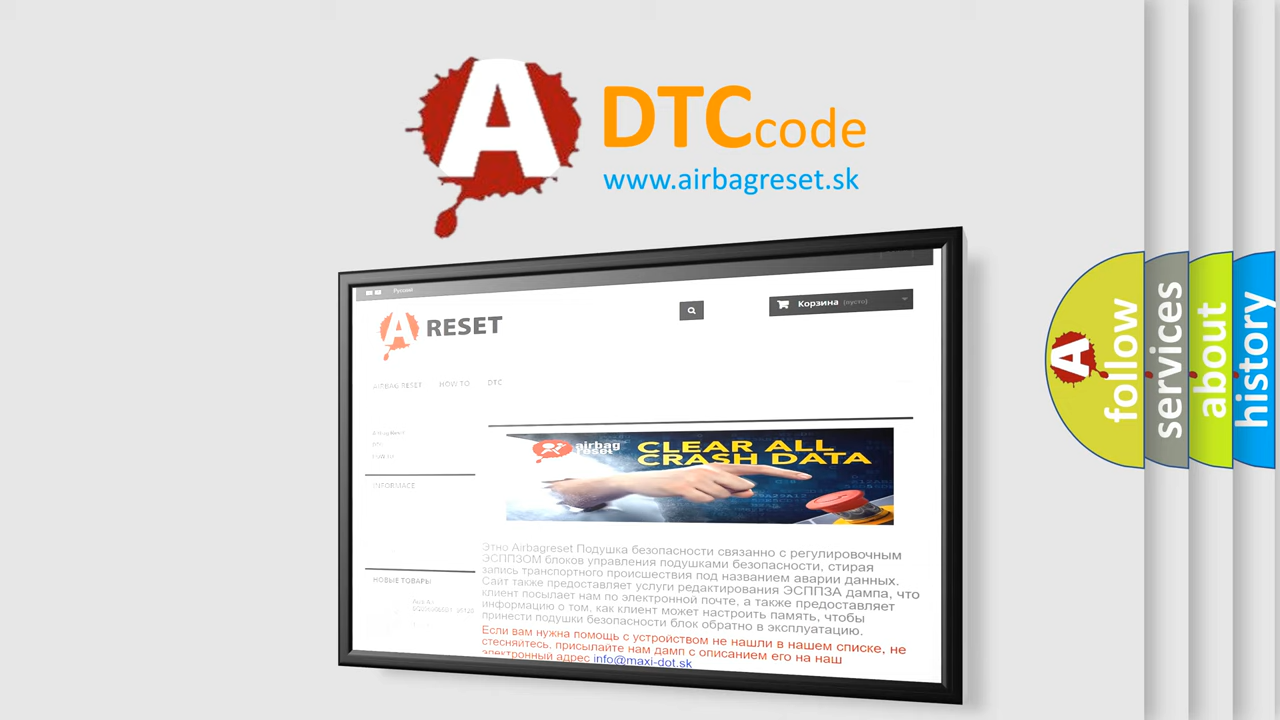 A DTCcode
www.airbagreset.sk
Русский
A RESET
Корзина (пусто)
AIRBAG RESET HOW TO DTC
INFORMACE
airbag
reset
CLEAR ALL
CRASH DATA
Этно Airbagreset Подушка безопасности связанно с регулировочным
ЭСППЗОМ блоков управления подушками безопасности, стирая
запись транспортного происшествия под названием аварии данных.
Сайт также предоставляет услуги редактирования ЭСППЗА дампа, что
клиент посылает нам по электронной почте, а также предоставляет
информацию о том, как клиент может настроить память, чтобы
принести подушки безопасности блок обратно в эксплуатацию.
Если вам нужна помощь с устройством не нашли в нашем списке, не
стесняйтесь, присылайте нам дамп с описанием его на наш
электронный адрес info@maxi-dot.sk
НОВЫЕ ТОВАРЫ
A follow
services
about
history